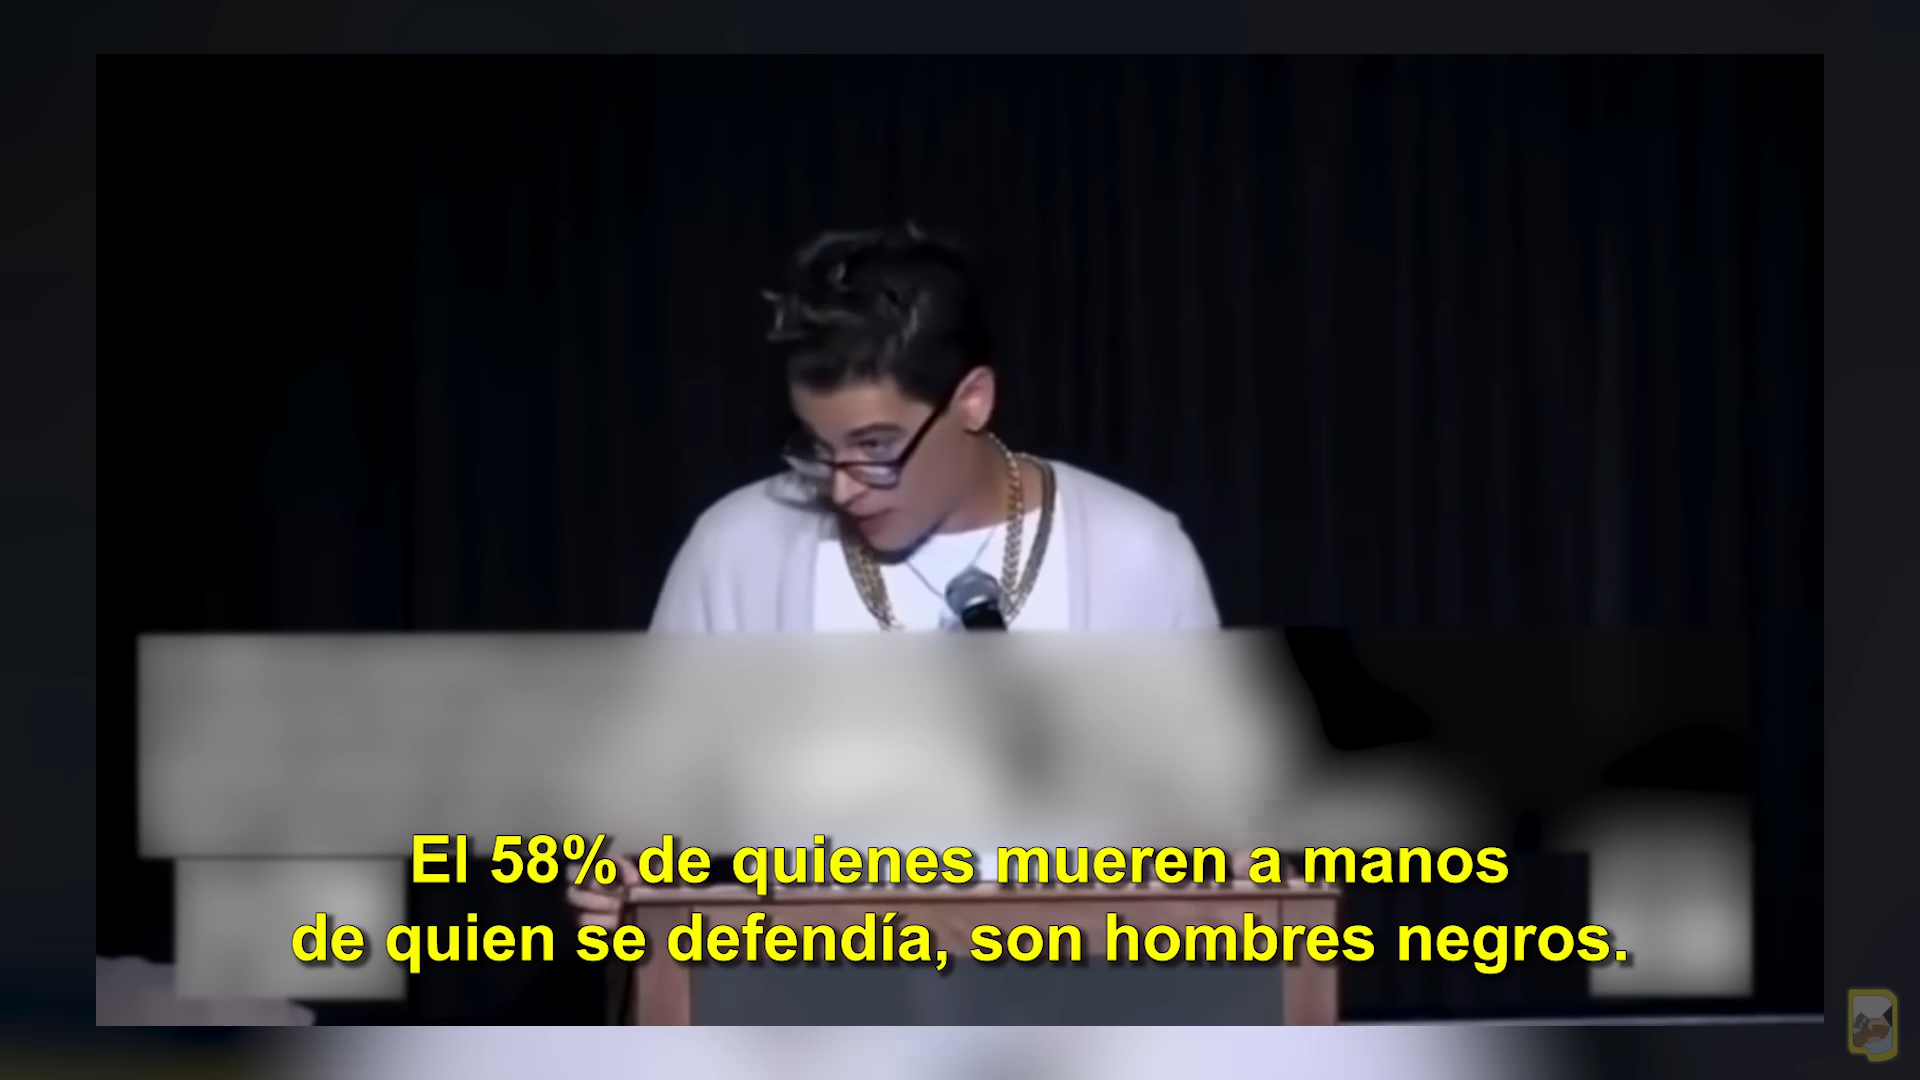 El 58% de quienes mueren a manos
de quien se defendía, son hombres negros.